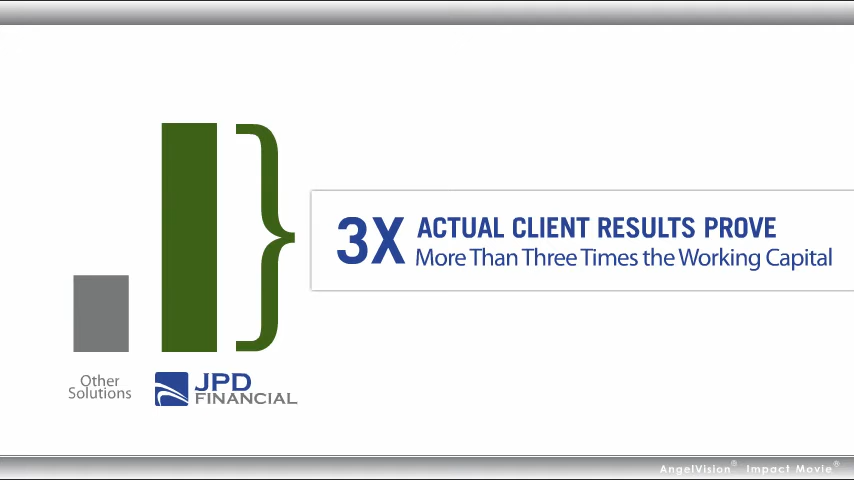 3X ACTUAL CLIENT RESULTS PROVE
More Than Three Times the Working Capital
Other
Solutions
JPD
FINANCIAL
AngelVision® Impact Movie®